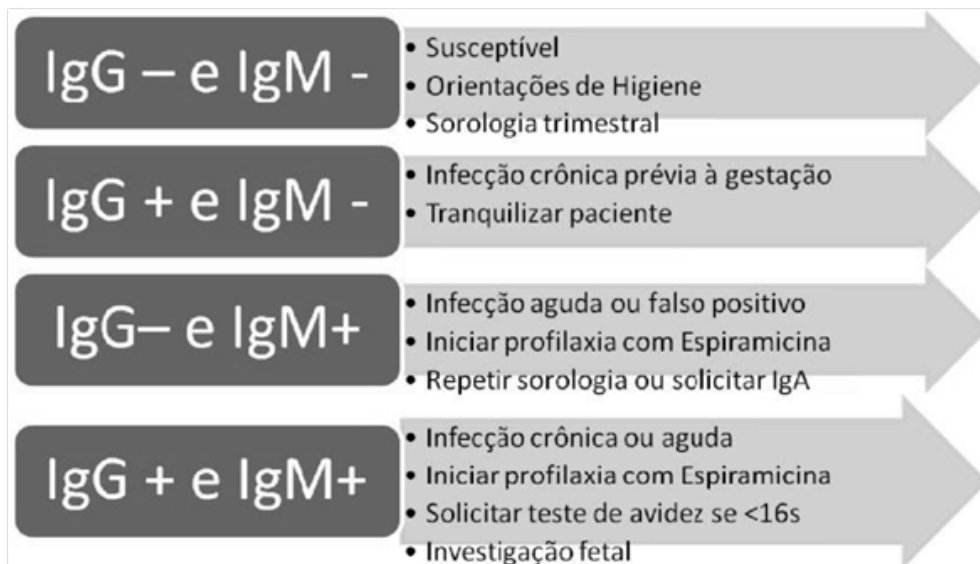 IgG – e IgM -
• Susceptível
• Orientações de Higiene
• Sorologia trimestral
IgG + e IgM -
• Infecção crônica prévia à gestação
• Tranquilizar paciente
IgG– e IgM+
• Infecção aguda ou falso positivo
• Iniciar profilaxia com Espiramicina
• Repetir sorologia ou solicitar IgA
IgG + e IgM+
• Infecção crônica ou aguda
• Iniciar profilaxia com Espiramicina
• Solicitar teste de avidez se <16s
• Investigação fetal